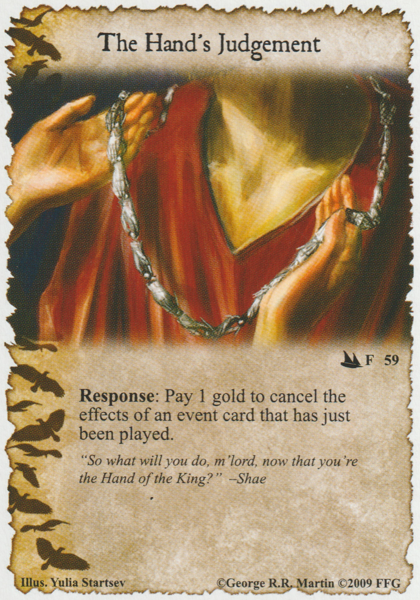 The Hand's Judgement
F 59
Response: Pay 1 gold to cancel the
effects of an event card that has just
been played.
"So what will you do, m'lord, now that you're
the Hand of the King?" --Shae
Illus. Yulia Startsev
©George R.R. Martin ©2009 FFG